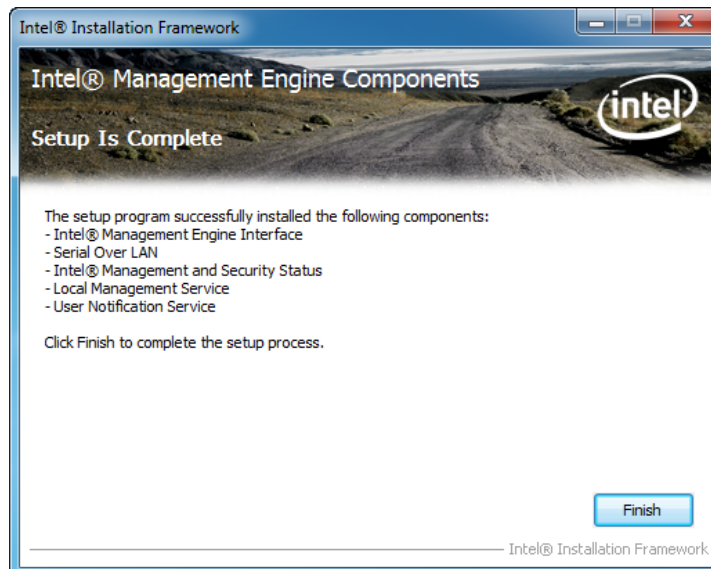 Intel® Installation Framework
Intel® Management Engine Components
Setup Is Complete
intel
The setup program successfully installed the following components:
- Intel® Management Engine Interface
- Serial Over LAN
- Intel® Management and Security Status
- Local Management Service
- User Notification Service
Click Finish to complete the setup process.
Finish
Intel® Installation Framework